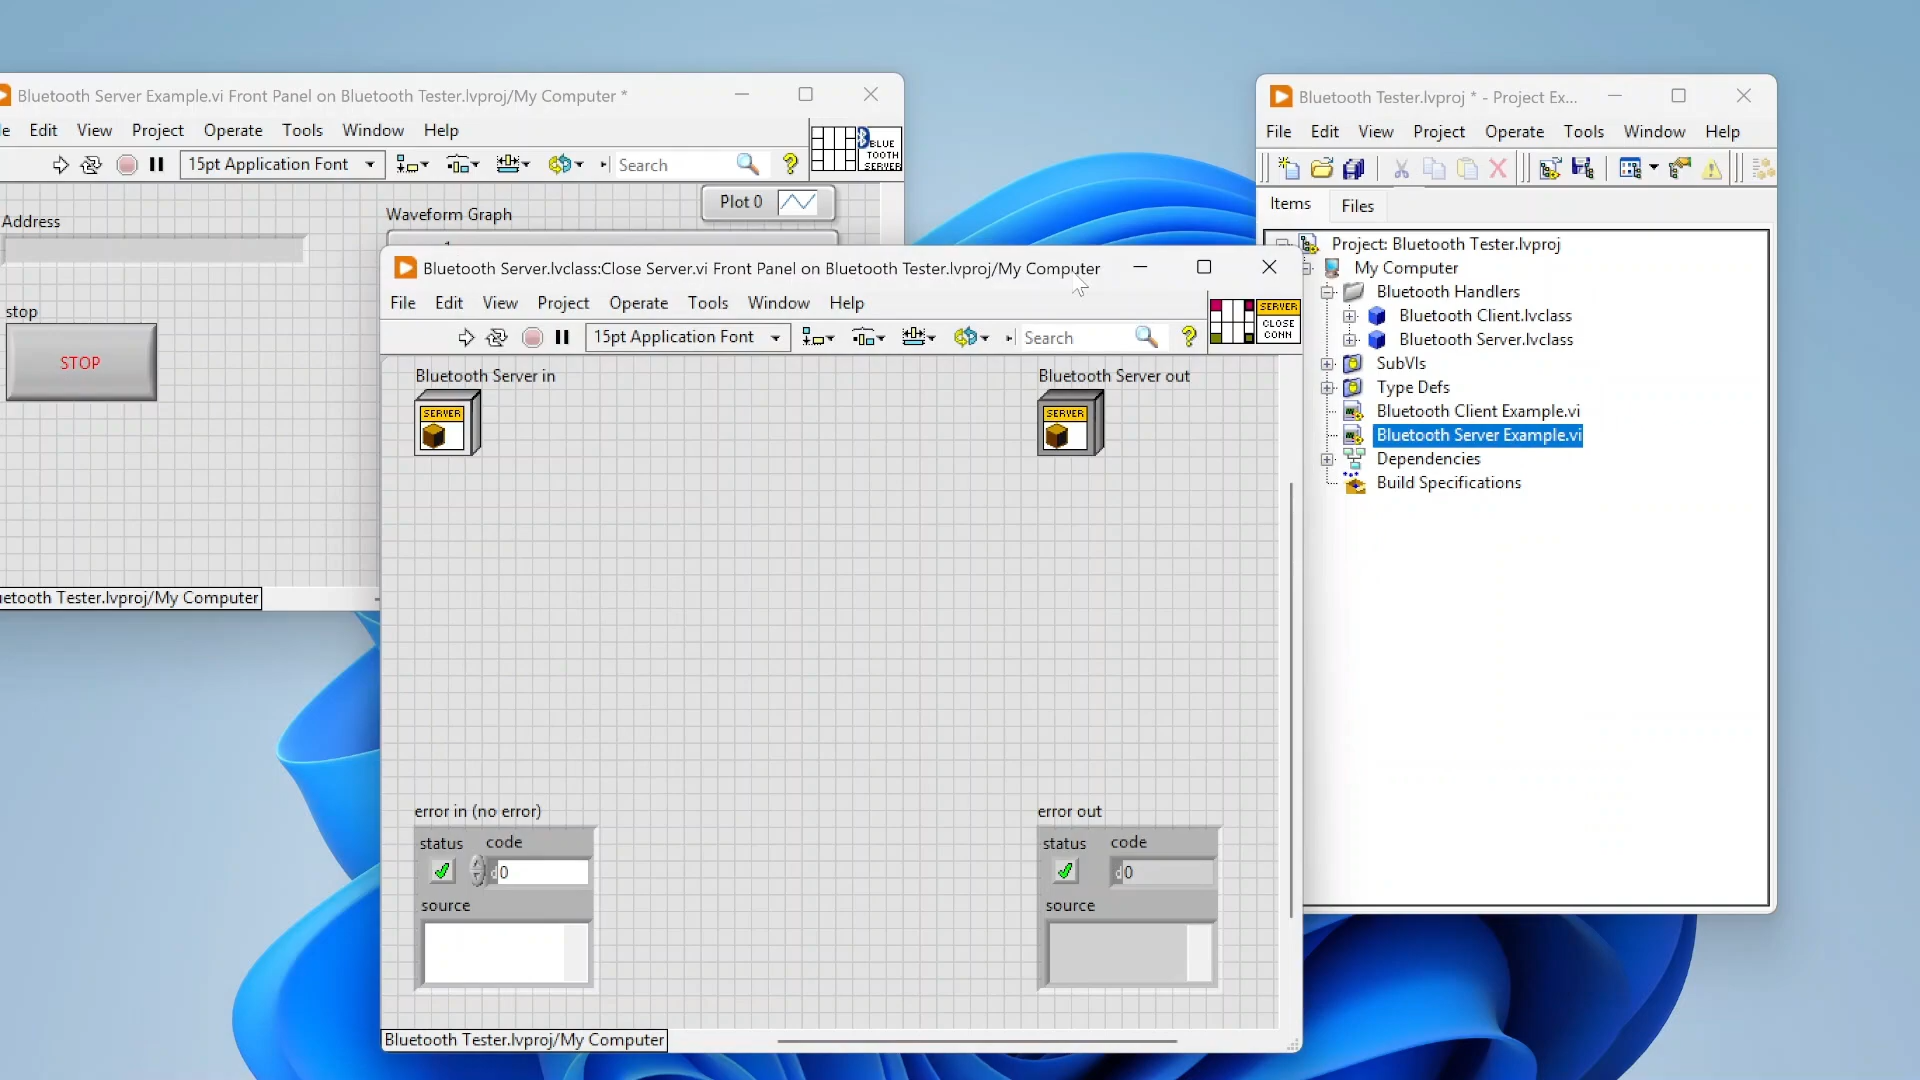 Bluetooth Server Example.vi Front Panel on Bluetooth Tester.lvproj/My Computer *
Edit View Project Operate Tools Window Help
15pt Application Font Search
BLUE
TOOTH
SERVER
Address
Waveform Graph
Plot 0
stop
STOP
etooth Tester.lvproj/My Computer
Bluetooth Server.lvclass:Close Server.vi Front Panel on Bluetooth Tester.lvproj/My Computer
File Edit View Project Operate Tools Window Help
15pt Application Font Search
SERVER
CLOSE
CONN
Bluetooth Server in
SERVER
Bluetooth Server out
SERVER
error in (no error)
status code
d 0
source
error out
status code
d 0
source
Bluetooth Tester.lvproj/My Computer
Bluetooth Tester.lvproj * - Project Ex...
File Edit View Project Operate Tools Window Help
Items Files
Project: Bluetooth Tester.lvproj
My Computer
Bluetooth Handlers
Bluetooth Client.lvclass
Bluetooth Server.lvclass
SubVIs
Type Defs
Bluetooth Client Example.vi
Bluetooth Server Example.vi
Dependencies
Build Specifications